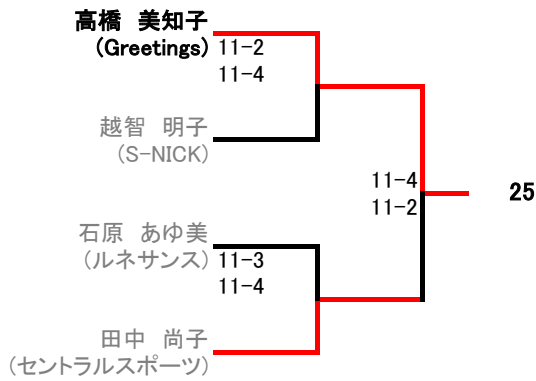 高橋　美知子
(Greetings)
11-2
11-4
越智　明子
(S-NICK)
11-4
11-2
25
石原　あゆ美
(ルネサンス)
11-3
11-4
田中　尚子
(セントラルスポーツ)